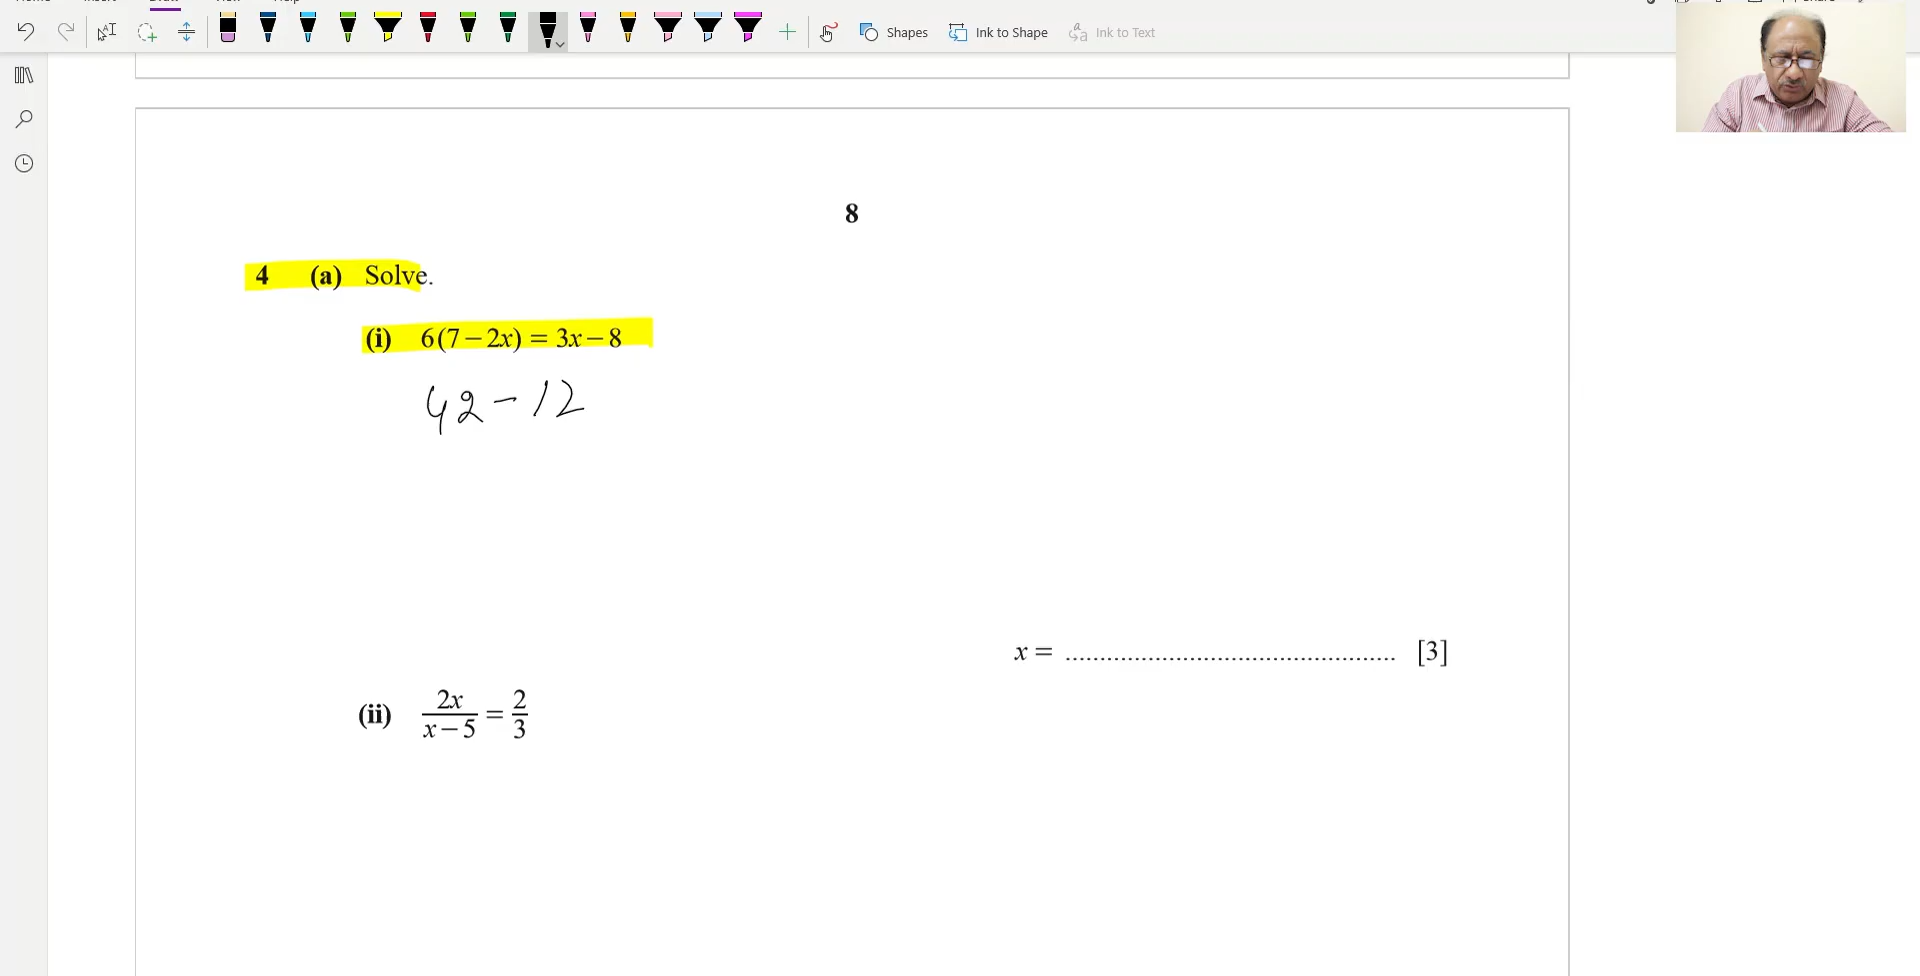 Shapes
Ink to Shape
Ink to Text
8
4 (a) Solve.
(i) 6(7 − 2x) = 3x − 8
42 − 12
x = ................................................ [3]
(ii) 2x/(x − 5) = 2/3